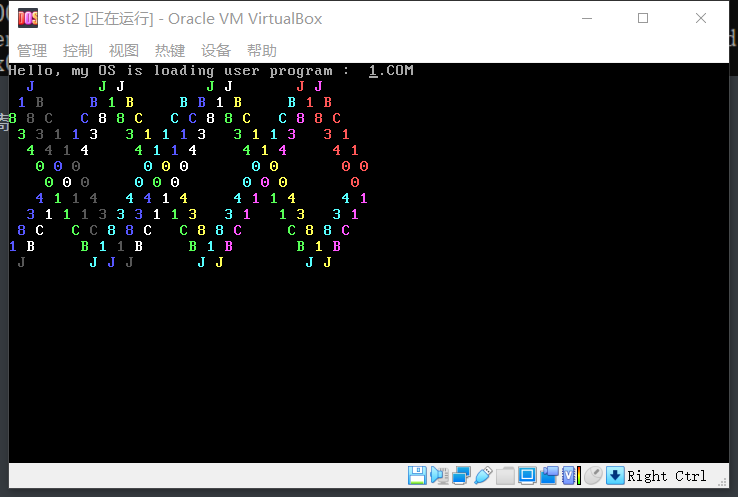 test2 [正在运行] - Oracle VM VirtualBox
管理 控制 视图 热键 设备 帮助
Hello, my OS is loading user program :  1.COM
J J J J J J J
1 B B 1 B B B 1 B B 1 B
8 8 C C 8 8 C C C 8 8 C C 8 8 C
3 3 1 1 3 3 1 1 1 3 3 1 1 3 3 1
4 4 1 4 4 1 1 4 4 1 4 4 1
0 0 0 0 0 0 0 0 0 0
0 0 0 0 0 0 0 0 0 0
4 1 1 4 4 4 1 4 4 1 1 4 4 1
3 1 1 1 3 3 3 1 1 3 3 1 1 3 3 1
8 C C C 8 8 C C 8 8 C C 8 8 C
1 B B 1 1 B B 1 B B 1 B
J J J J J J J J
Right Ctrl